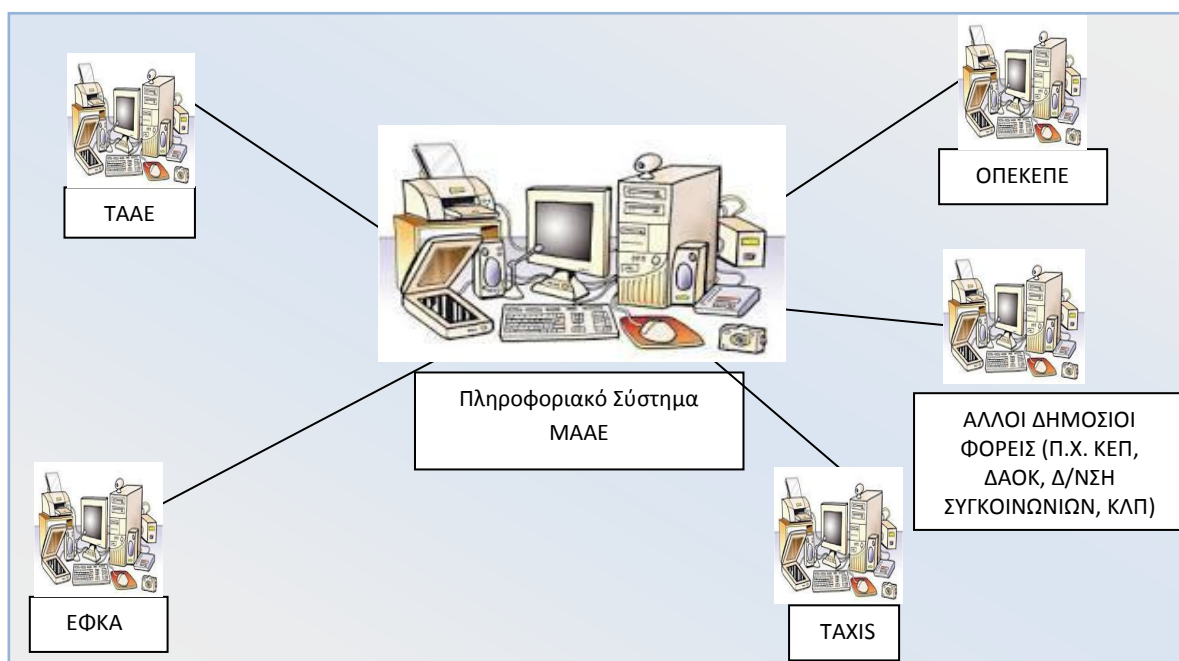 ΤΑΑΕ
ΟΠΕΚΕΠΕ
Πληροφοριακό Σύστημα
ΜΑΑΕ
ΑΛΛΟΙ ΔΗΜΟΣΙΟΙ
ΦΟΡΕΙΣ (Π.Χ. ΚΕΠ,
ΔΑΟΚ, Δ/ΝΣΗ
ΣΥΓΚΟΙΝΩΝΙΩΝ, ΚΛΠ)
ΕΦΚΑ
TAXIS